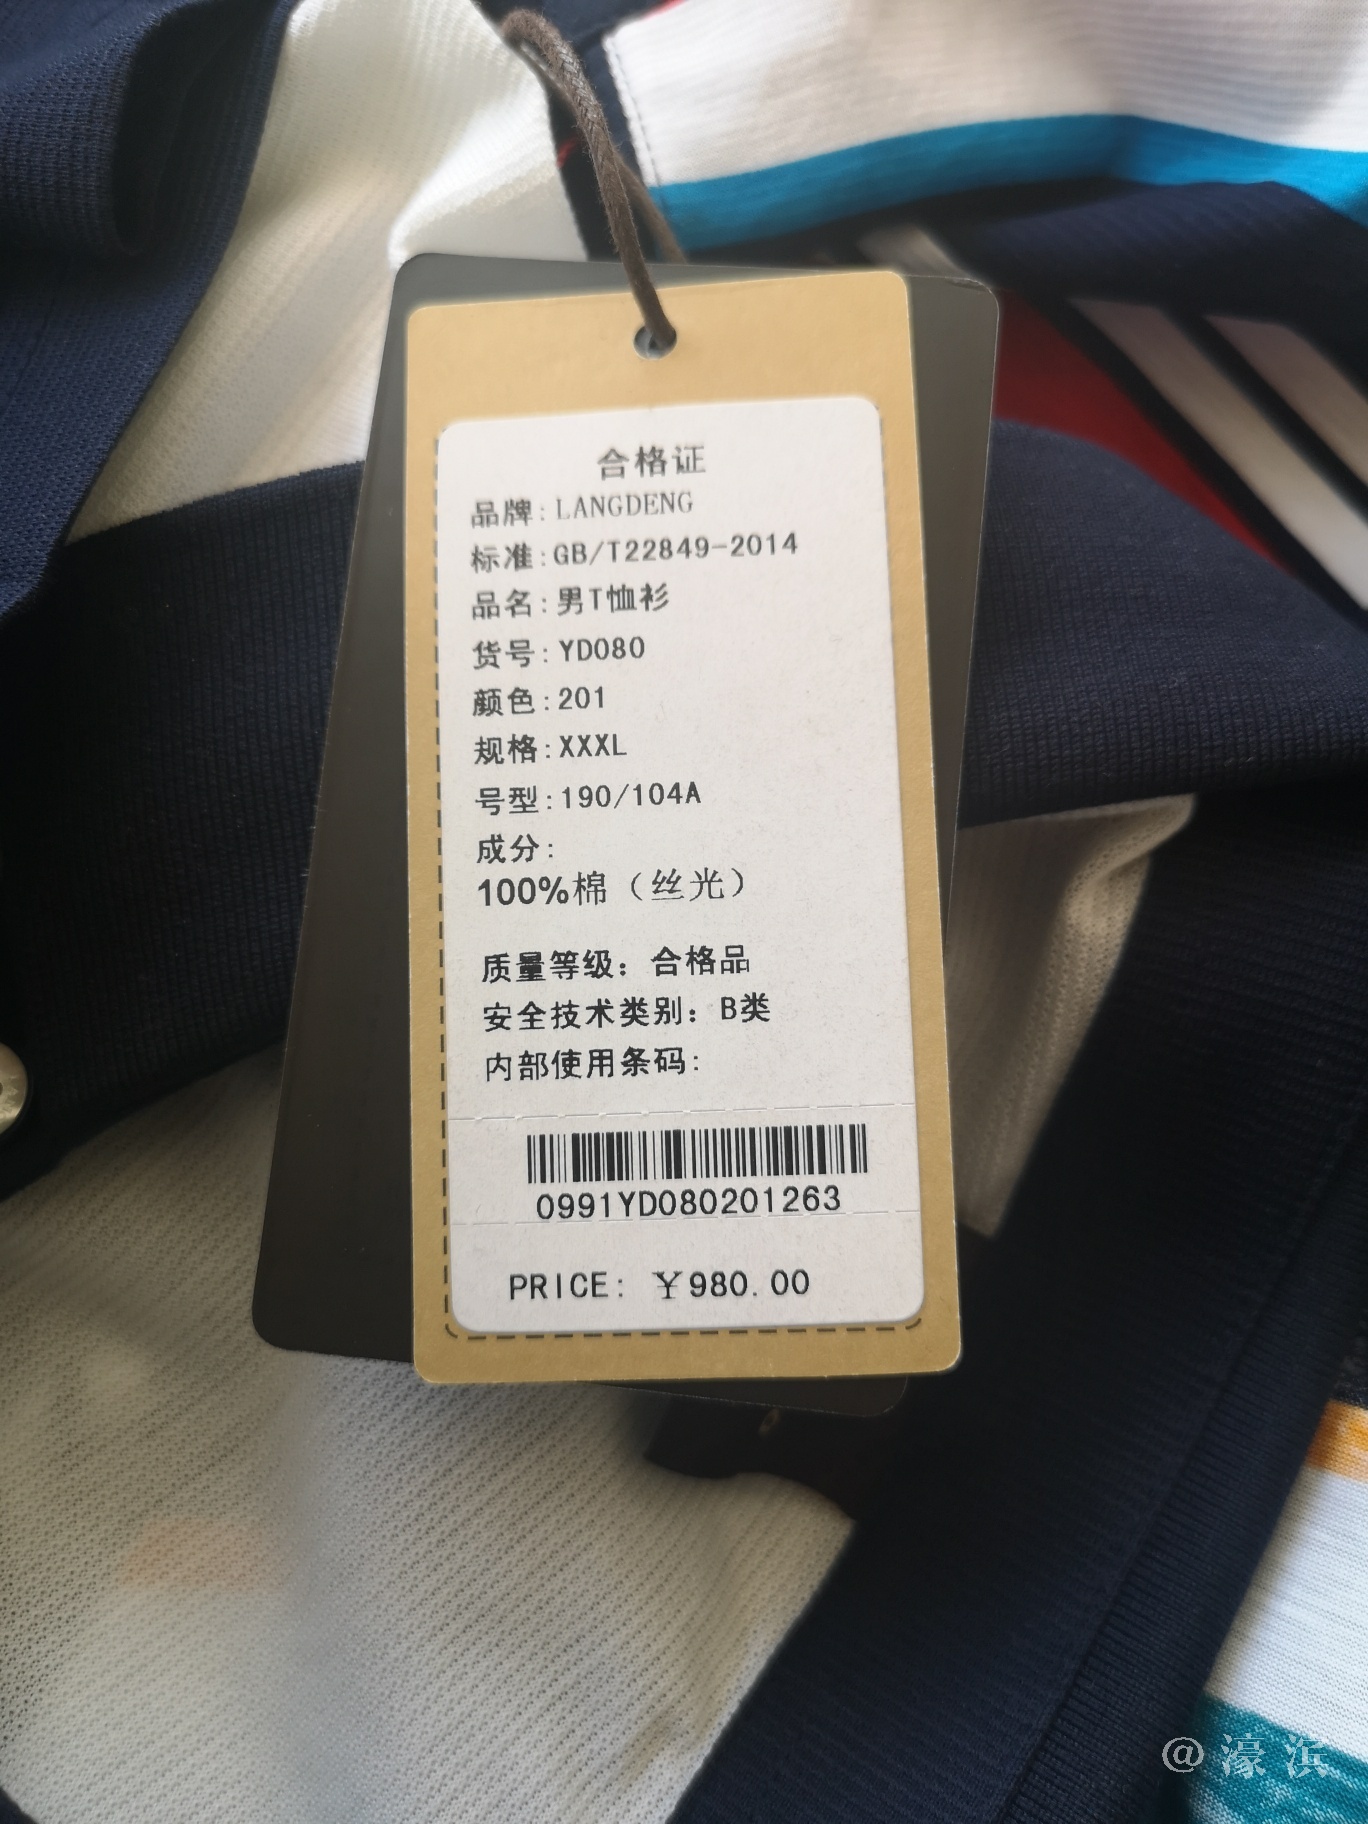 合格证
品牌: LANGDENG
标准:GB/T22849-2014
品名:男T恤衫
货号:YD080
颜色:201
规格:XXXL
号型:190/104A
成分:
100%棉（丝光）
质量等级：合格品
安全技术类别：B类
内部使用条码:
0991YD080201263
PRICE: ￥980.00
@濠滨